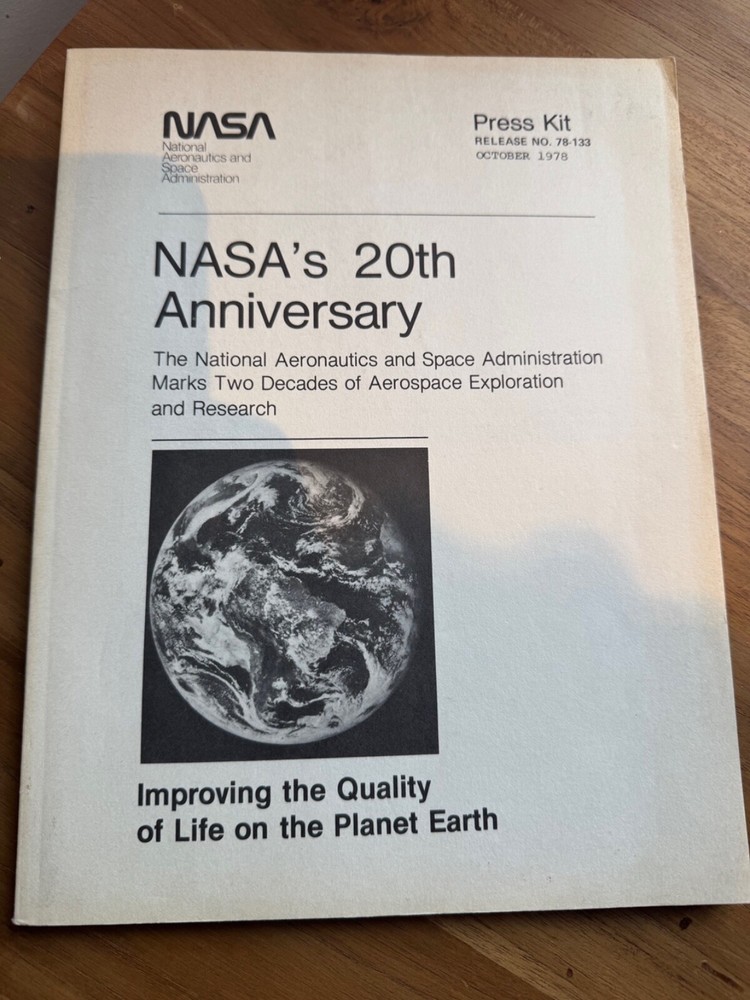 NASA
National
Aeronautics and
Space
Administration
Press Kit
RELEASE NO. 78-133
OCTOBER 1978
NASA's 20th
Anniversary
The National Aeronautics and Space Administration
Marks Two Decades of Aerospace Exploration
and Research
Improving the Quality
of Life on the Planet Earth